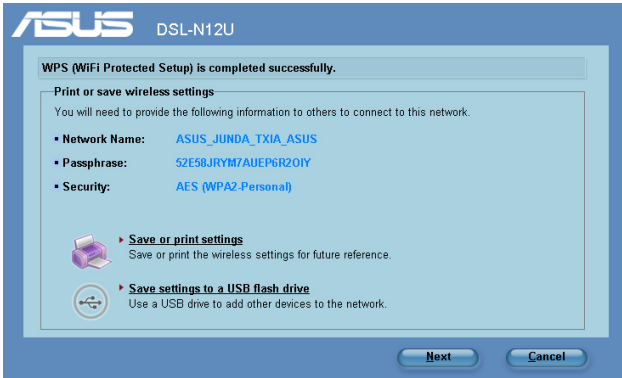 ASUS DSL-N12U
WPS (WiFi Protected Setup) is completed successfully.
Print or save wireless settings
You will need to provide the following information to others to connect to this network.
Network Name: ASUS_JUNDA_TXIA_ASUS
Passphrase: 52E58JRYM7AUEP6R2OIY
Security: AES (WPA2-Personal)
Save or print settings
Save or print the wireless settings for future reference.
Save settings to a USB flash drive
Use a USB drive to add other devices to the network.
Next Cancel